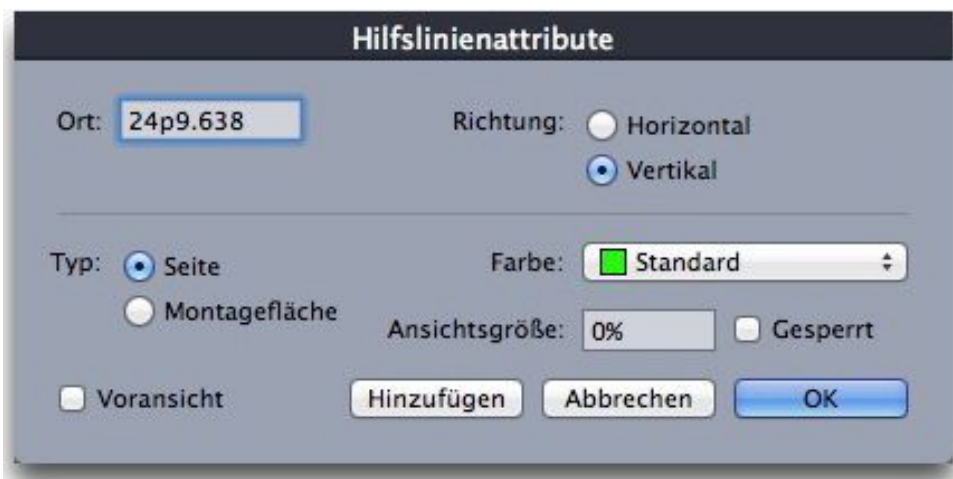 Hilfslinienattribute
Ort: 24p9.638
Richtung: Horizontal
Vertikal
Typ: Seite
Montagefläche
Farbe: Standard
Ansichtsgröße: 0% Gesperrt
Voransicht Hinzufügen Abbrechen OK